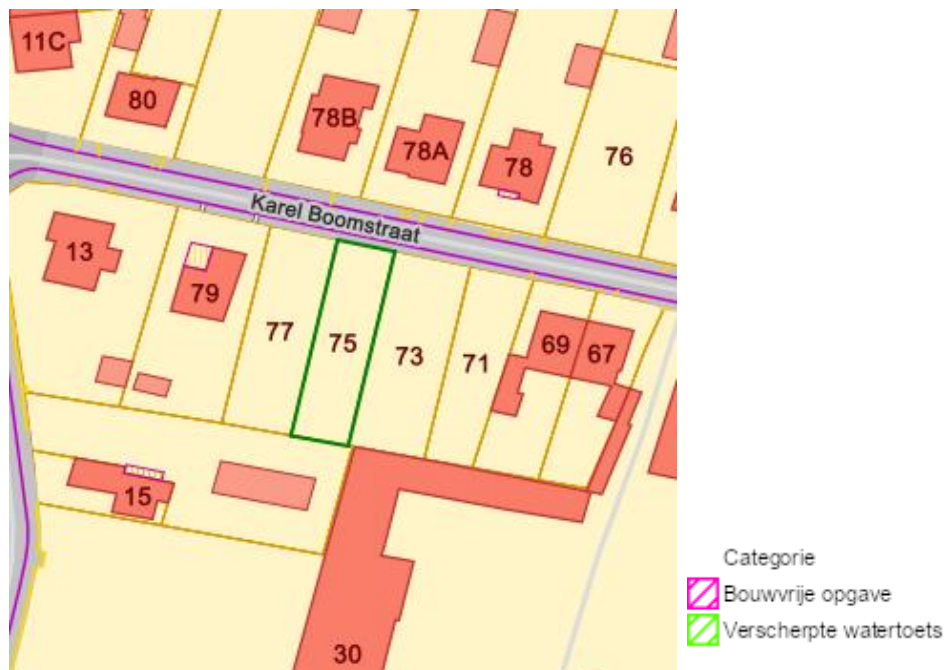 11C
80
78B
78A
78
76
Karel Boomstraat
13
79
77
75
73
71
69
67
15
30
Categorie
Bouwvrije opgave
Verscherpte watertoets